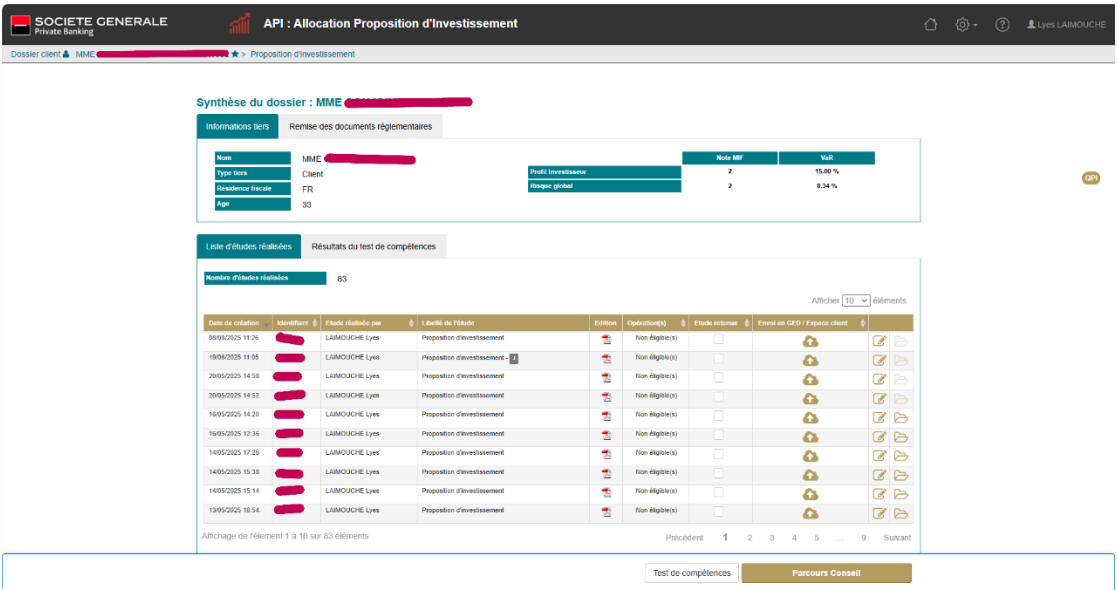 SOCIETE GENERALE
Private Banking
API : Allocation Proposition d'Investissement
Lyes LAIMOUCHE
Dossier client MME > Proposition d'investissement
Synthèse du dossier : MME
Informations tiers Remise des documents réglementaires
Nom MME
Type tiers Client
Résidence fiscale FR
Age 33
Note MIF VaR
Profil Investisseur 2 15.00 %
Risque global 2 8.34 %
QPI
Liste d'études réalisées Résultats du test de compétences
Nombre d'études réalisées 83
Afficher 10 éléments
Date de création Identifiant Etude réalisée par Libellé de l'étude Edition Opération(s) Etude retenue Envoi en GED / Espace client
LAIMOUCHE Lyes Proposition d'investissement Non éligible(s)
19/06/2025 11:05 LAIMOUCHE Lyes Proposition d'investissement - Non éligible(s)
20/05/2025 14:58 LAIMOUCHE Lyes Proposition d'investissement Non éligible(s)
20/05/2025 14:52 LAIMOUCHE Lyes Proposition d'investissement Non éligible(s)
16/05/2025 14:28 LAIMOUCHE Lyes Proposition d'investissement Non éligible(s)
16/05/2025 12:36 LAIMOUCHE Lyes Proposition d'investissement Non éligible(s)
14/05/2025 17:26 LAIMOUCHE Lyes Proposition d'investissement Non éligible(s)
14/05/2025 15:38 LAIMOUCHE Lyes Proposition d'investissement Non éligible(s)
14/05/2025 15:14 LAIMOUCHE Lyes Proposition d'investissement Non éligible(s)
13/05/2025 LAIMOUCHE Lyes Proposition d'investissement Non éligible(s)
Affichage de l'élement 1 à 10 sur 83 éléments
Précédent 1 2 3 4 5 ... 9 Suivant
Test de compétences Parcours Conseil